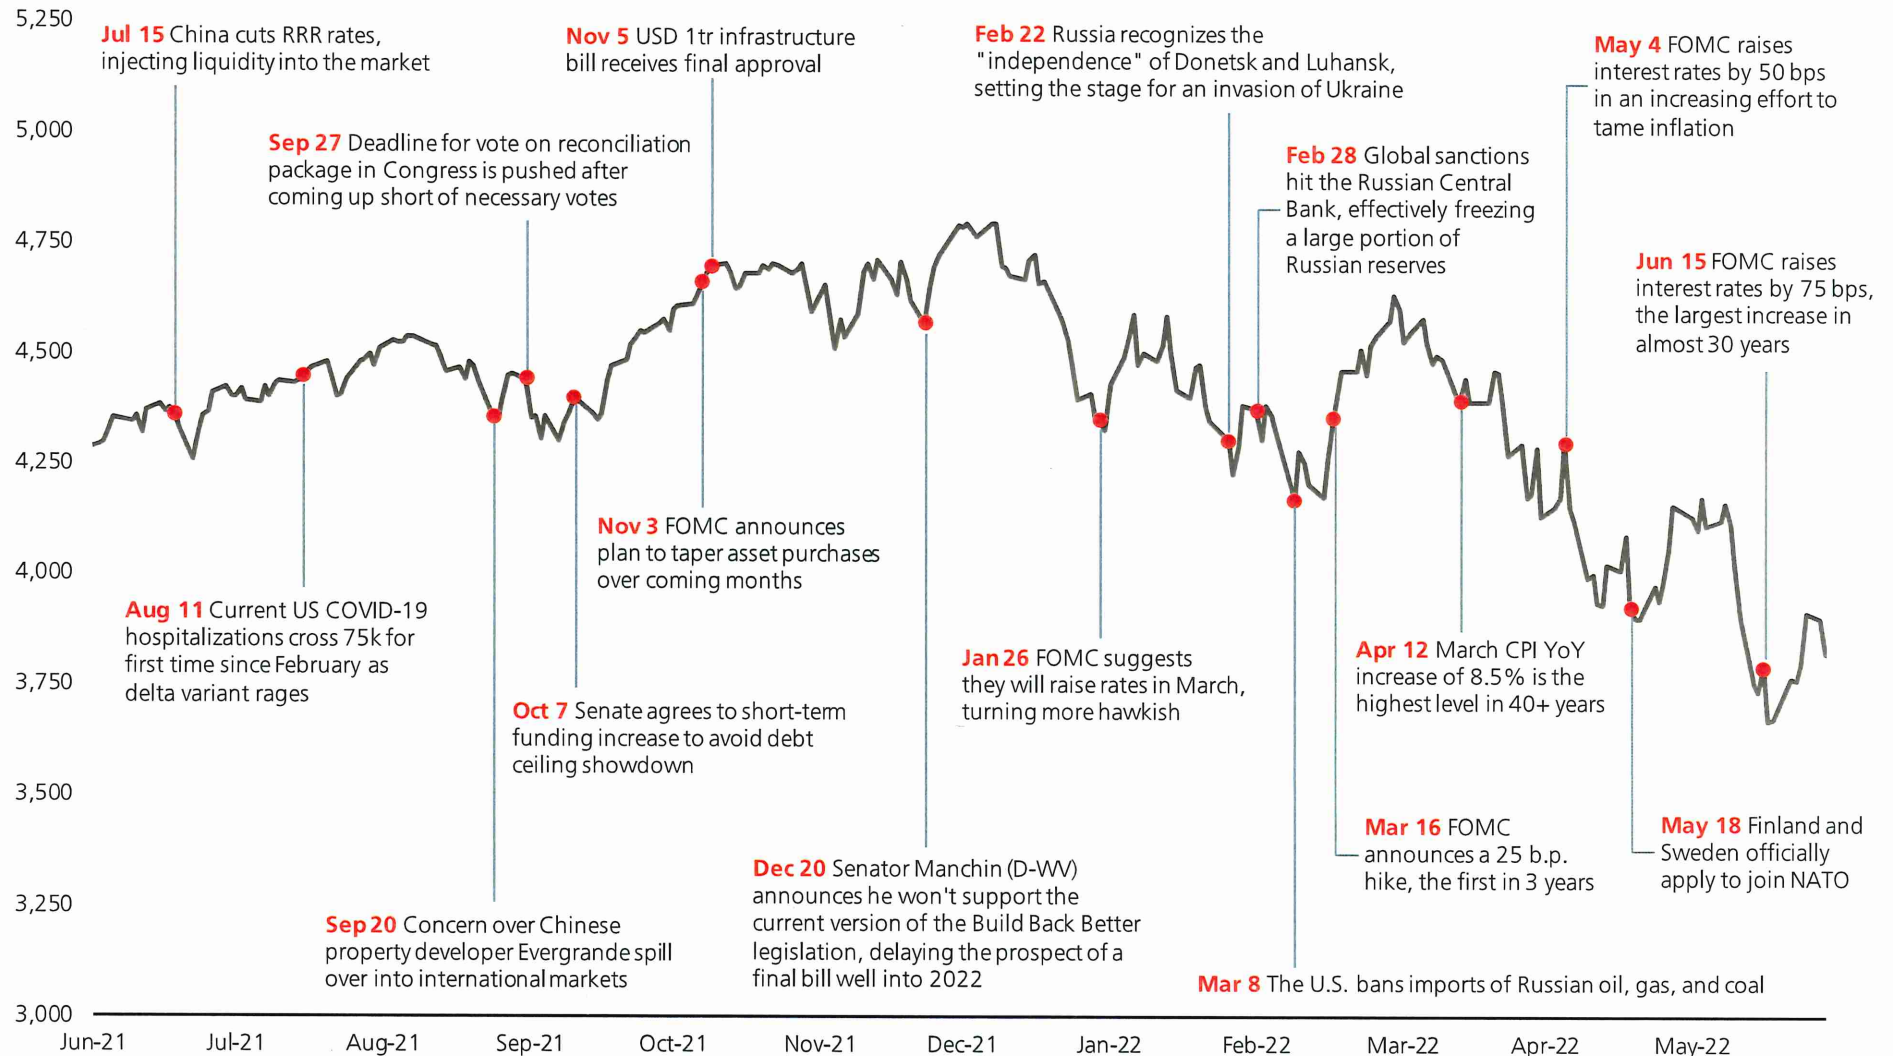 5,250
5,000
4,750
4,500
4,250
4,000
3,750
3,500
3,250
3,000
Jul 15 China cuts RRR rates,
injecting liquidity into the market
Nov 5 USD 1tr infrastructure
bill receives final approval
Feb 22 Russia recognizes the
"independence" of Donetsk and Luhansk,
setting the stage for an invasion of Ukraine
May 4 FOMC raises
interest rates by 50 bps
in an increasing effort to
tame inflation
Sep 27 Deadline for vote on reconciliation
package in Congress is pushed after
coming up short of necessary votes
Feb 28 Global sanctions
hit the Russian Central
Bank, effectively freezing
a large portion of
Russian reserves
Jun 15 FOMC raises
interest rates by 75 bps,
the largest increase in
almost 30 years
Nov 3 FOMC announces
plan to taper asset purchases
over coming months
Aug 11 Current US COVID-19
hospitalizations cross 75k for
first time since February as
delta variant rages
Oct 7 Senate agrees to short-term
funding increase to avoid debt
ceiling showdown
Jan 26 FOMC suggests
they will raise rates in March,
turning more hawkish
Apr 12 March CPI YoY
increase of 8.5% is the
highest level in 40+ years
Mar 16 FOMC
announces a 25 b.p.
hike, the first in 3 years
May 18 Finland and
Sweden officially
apply to join NATO
Sep 20 Concern over Chinese
property developer Evergrande spill
over into international markets
Dec 20 Senator Manchin (D-WV)
announces he won't support the
current version of the Build Back Better
legislation, delaying the prospect of a
final bill well into 2022
Mar 8 The U.S. bans imports of Russian oil, gas, and coal
Jun-21 Jul-21 Aug-21 Sep-21 Oct-21 Nov-21 Dec-21 Jan-22 Feb-22 Mar-22 Apr-22 May-22